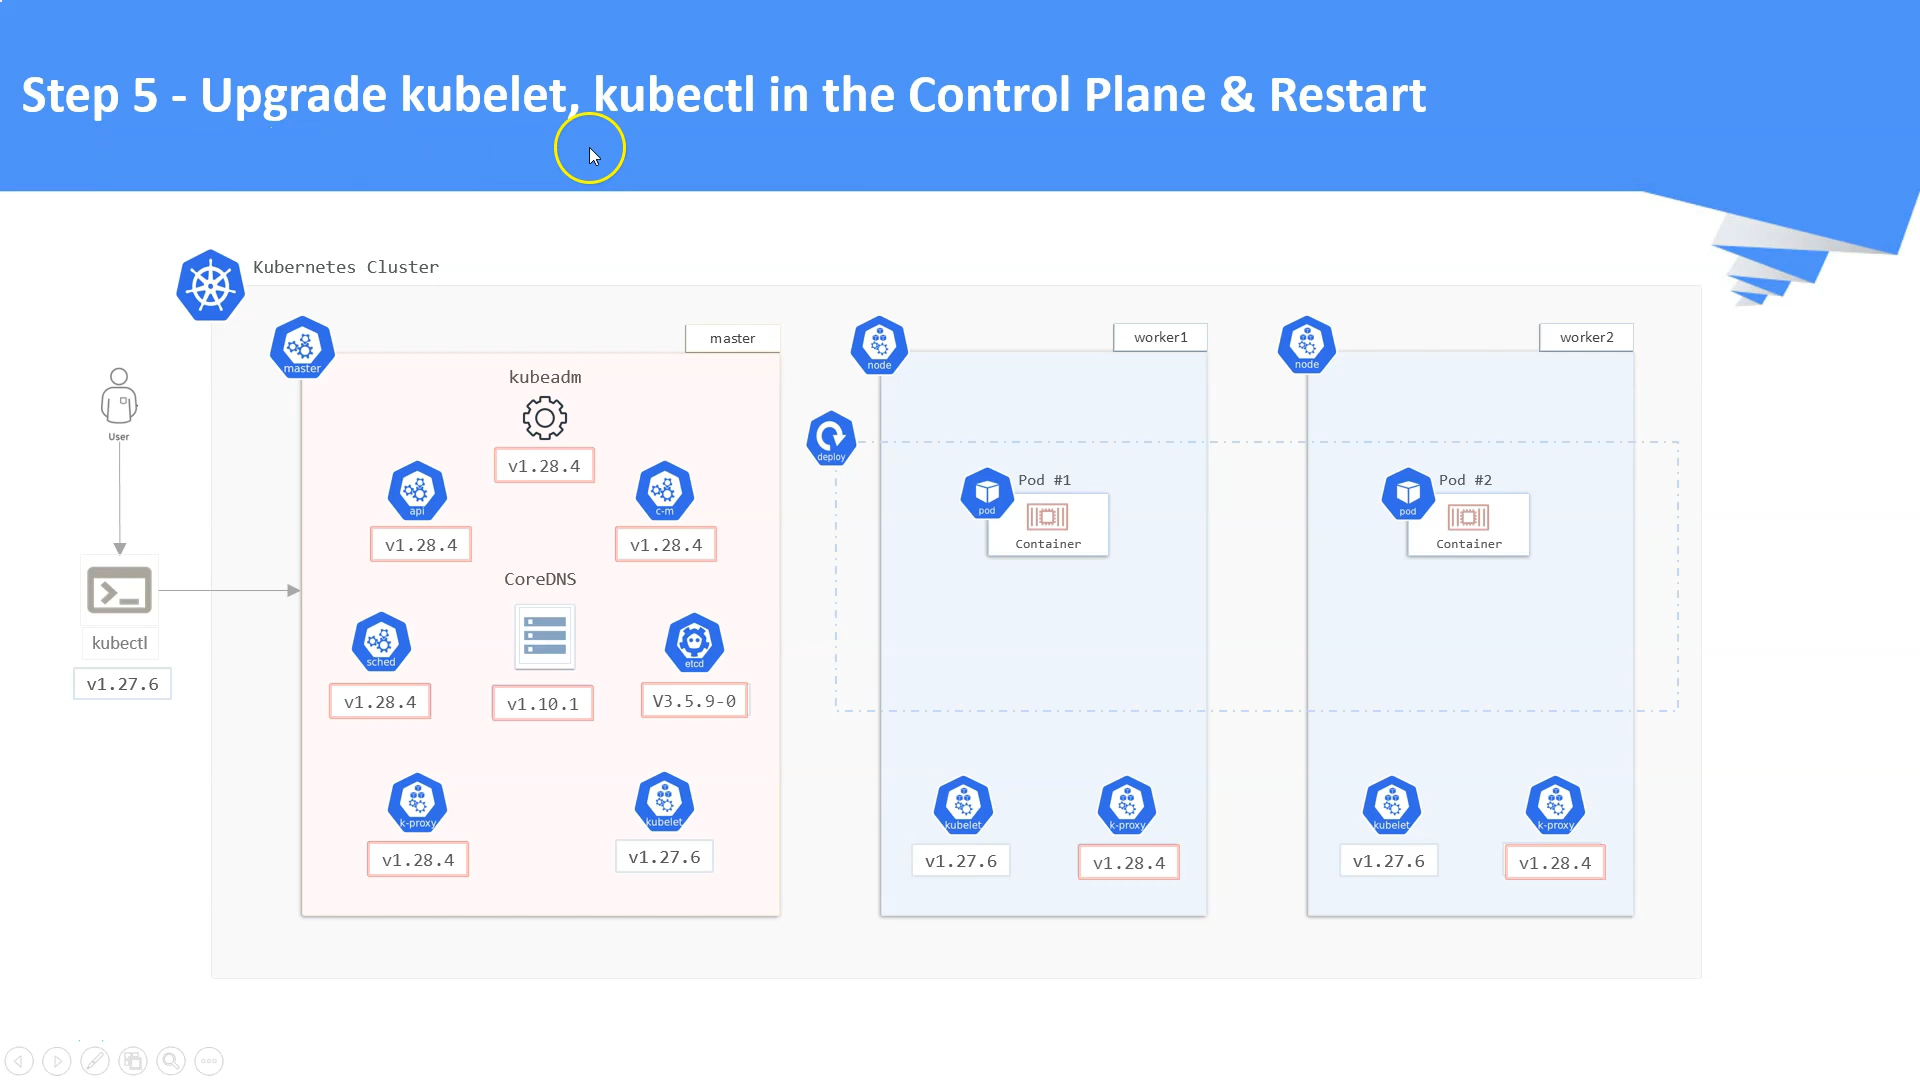 Step 5 - Upgrade kubelet, kubectl in the Control Plane & Restart
Kubernetes Cluster
master
master
node
worker1
node
worker2
User
kubeadm
v1.28.4
deploy
api
v1.28.4
c-m
v1.28.4
pod
Pod #1
Container
pod
Pod #2
Container
kubectl
v1.27.6
CoreDNS
sched
v1.28.4
v1.10.1
etcd
V3.5.9-0
k-proxy
v1.28.4
kubelet
v1.27.6
kubelet
v1.27.6
k-proxy
v1.28.4
kubelet
v1.27.6
k-proxy
v1.28.4